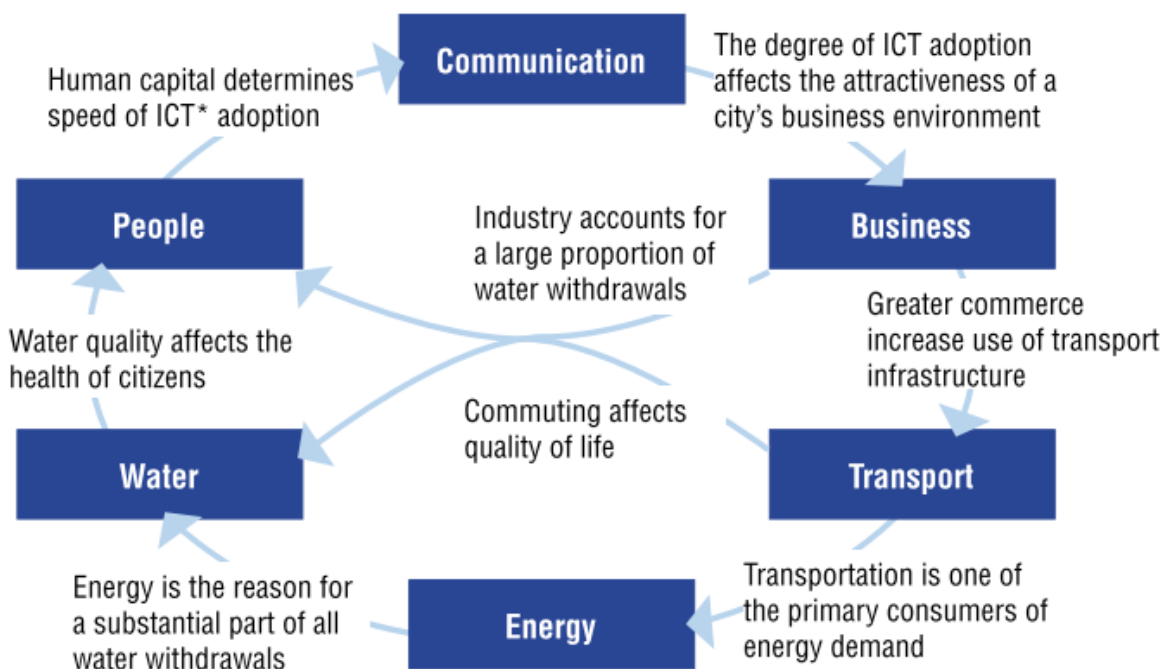 Communication
Human capital determines
speed of ICT* adoption
The degree of ICT adoption
affects the attractiveness of a
city's business environment
People
Industry accounts for
a large proportion of
water withdrawals
Business
Greater commerce
increase use of transport
infrastructure
Water quality affects the
health of citizens
Commuting affects
quality of life
Water
Transport
Energy is the reason for
a substantial part of all
water withdrawals
Energy
Transportation is one of
the primary consumers of
energy demand